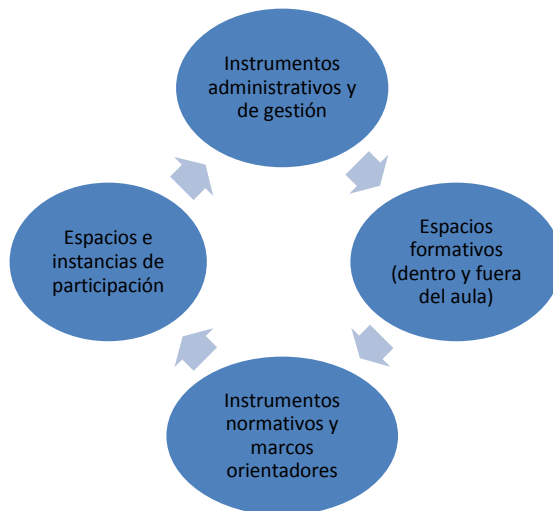 Instrumentos
administrativos y
de gestión
Espacios e
instancias de
participación
Espacios
formativos
(dentro y fuera
del aula)
Instrumentos
normativos y
marcos
orientadores